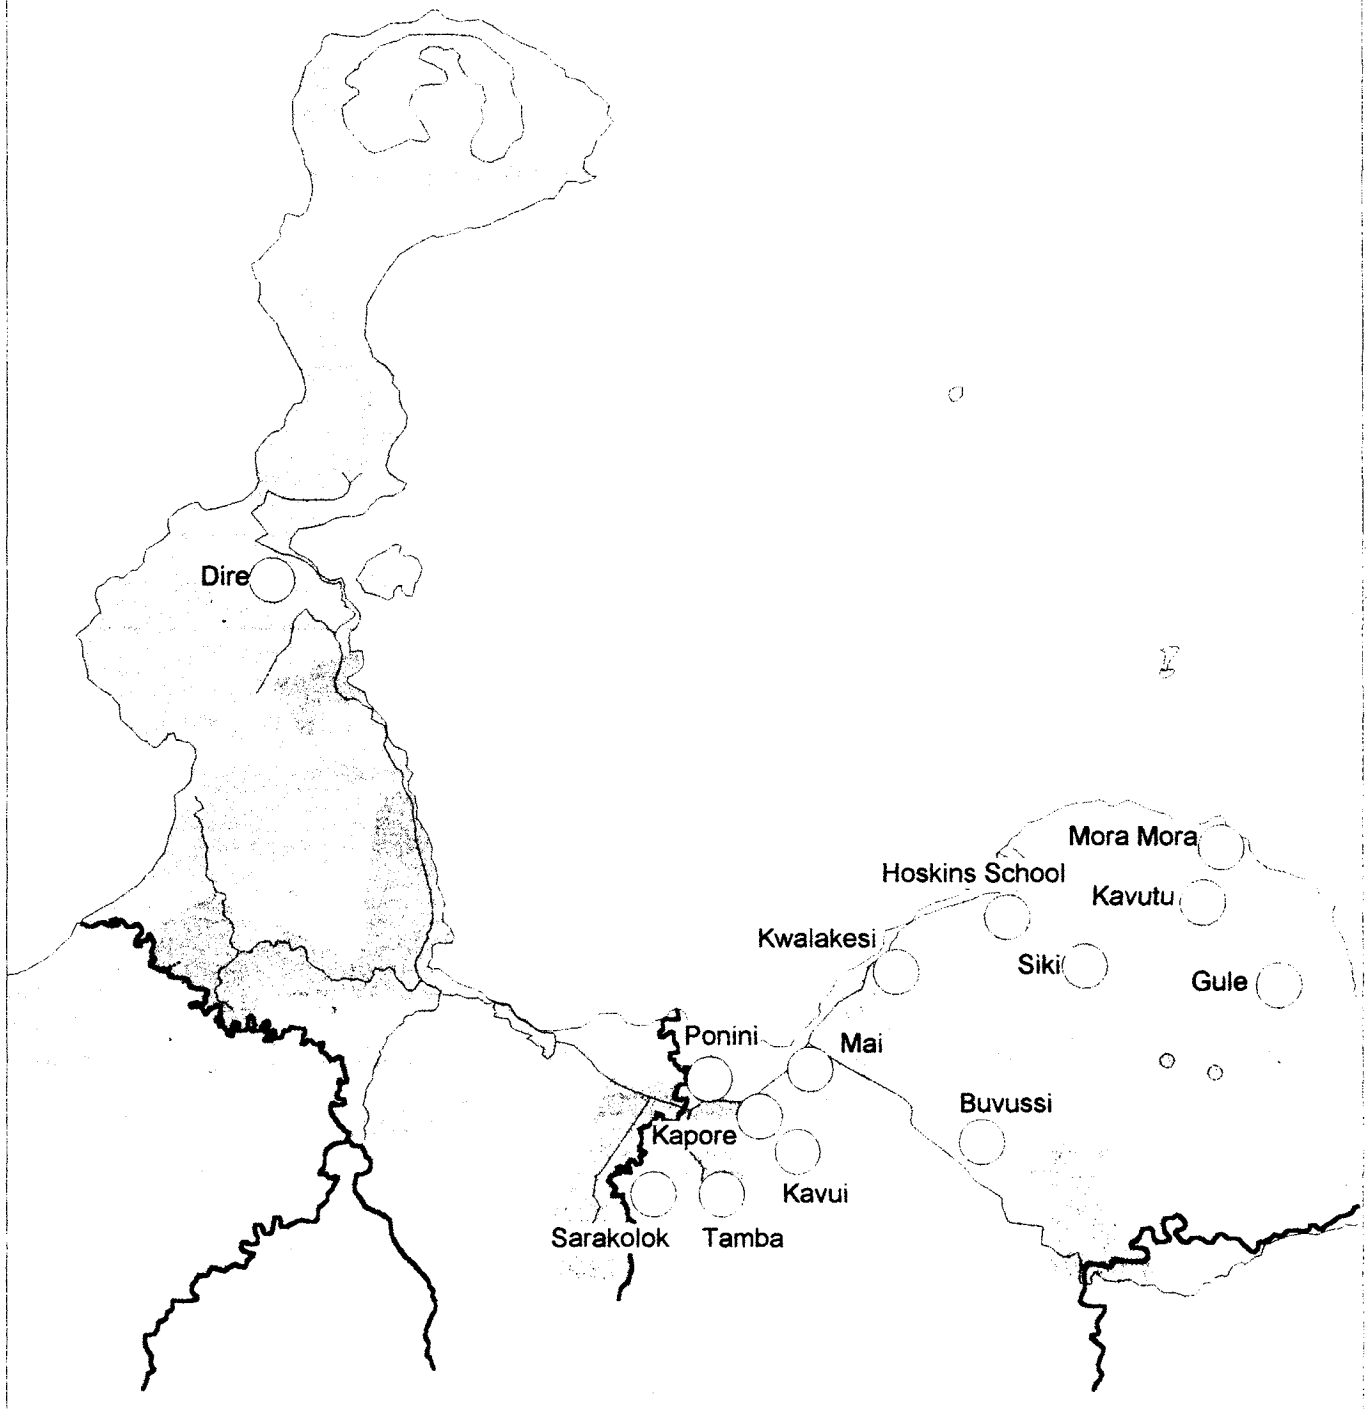 Dire
Mora Mora
Hoskins School
Kavutu
Kwalakesi
Siki
Gule
Ponini
Mai
Buvussi
Kapore
Kavui
Sarakolok
Tamba